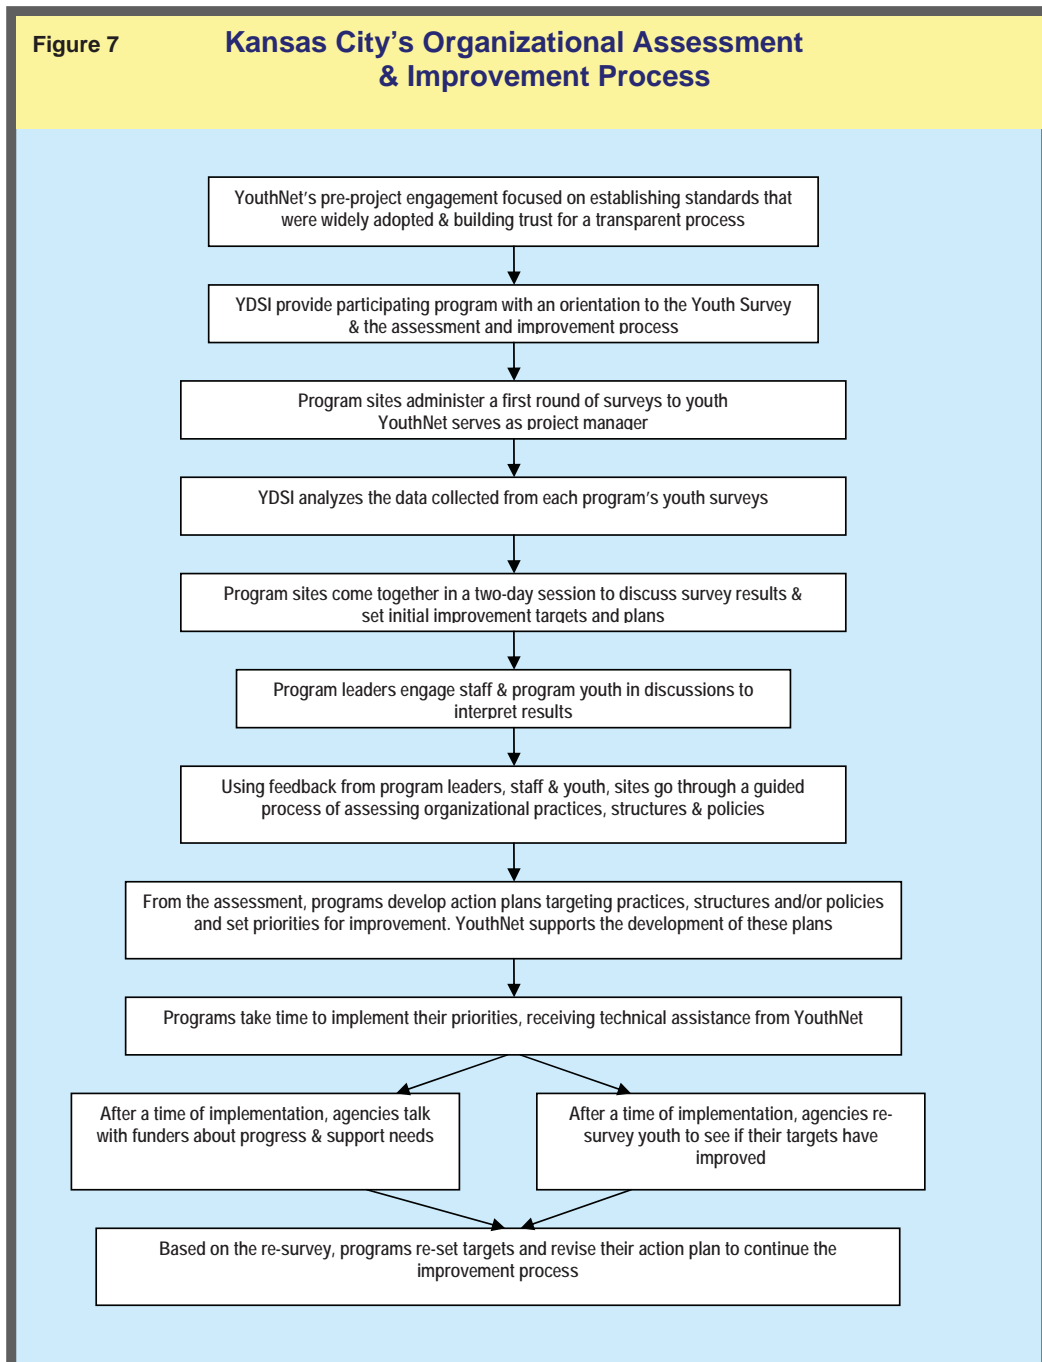 Figure 7
Kansas City's Organizational Assessment
& Improvement Process
YouthNet's pre-project engagement focused on establishing standards that
were widely adopted & building trust for a transparent process
YDSI provide participating program with an orientation to the Youth Survey
& the assessment and improvement process
Program sites administer a first round of surveys to youth
YouthNet serves as project manager
YDSI analyzes the data collected from each program's youth surveys
Program sites come together in a two-day session to discuss survey results &
set initial improvement targets and plans
Program leaders engage staff & program youth in discussions to
interpret results
Using feedback from program leaders, staff & youth, sites go through a guided
process of assessing organizational practices, structures & policies
From the assessment, programs develop action plans targeting practices, structures and/or policies
and set priorities for improvement. YouthNet supports the development of these plans
Programs take time to implement their priorities, receiving technical assistance from YouthNet
After a time of implementation, agencies talk
with funders about progress & support needs
After a time of implementation, agencies re-
survey youth to see if their targets have
improved
Based on the re-survey, programs re-set targets and revise their action plan to continue the
improvement process